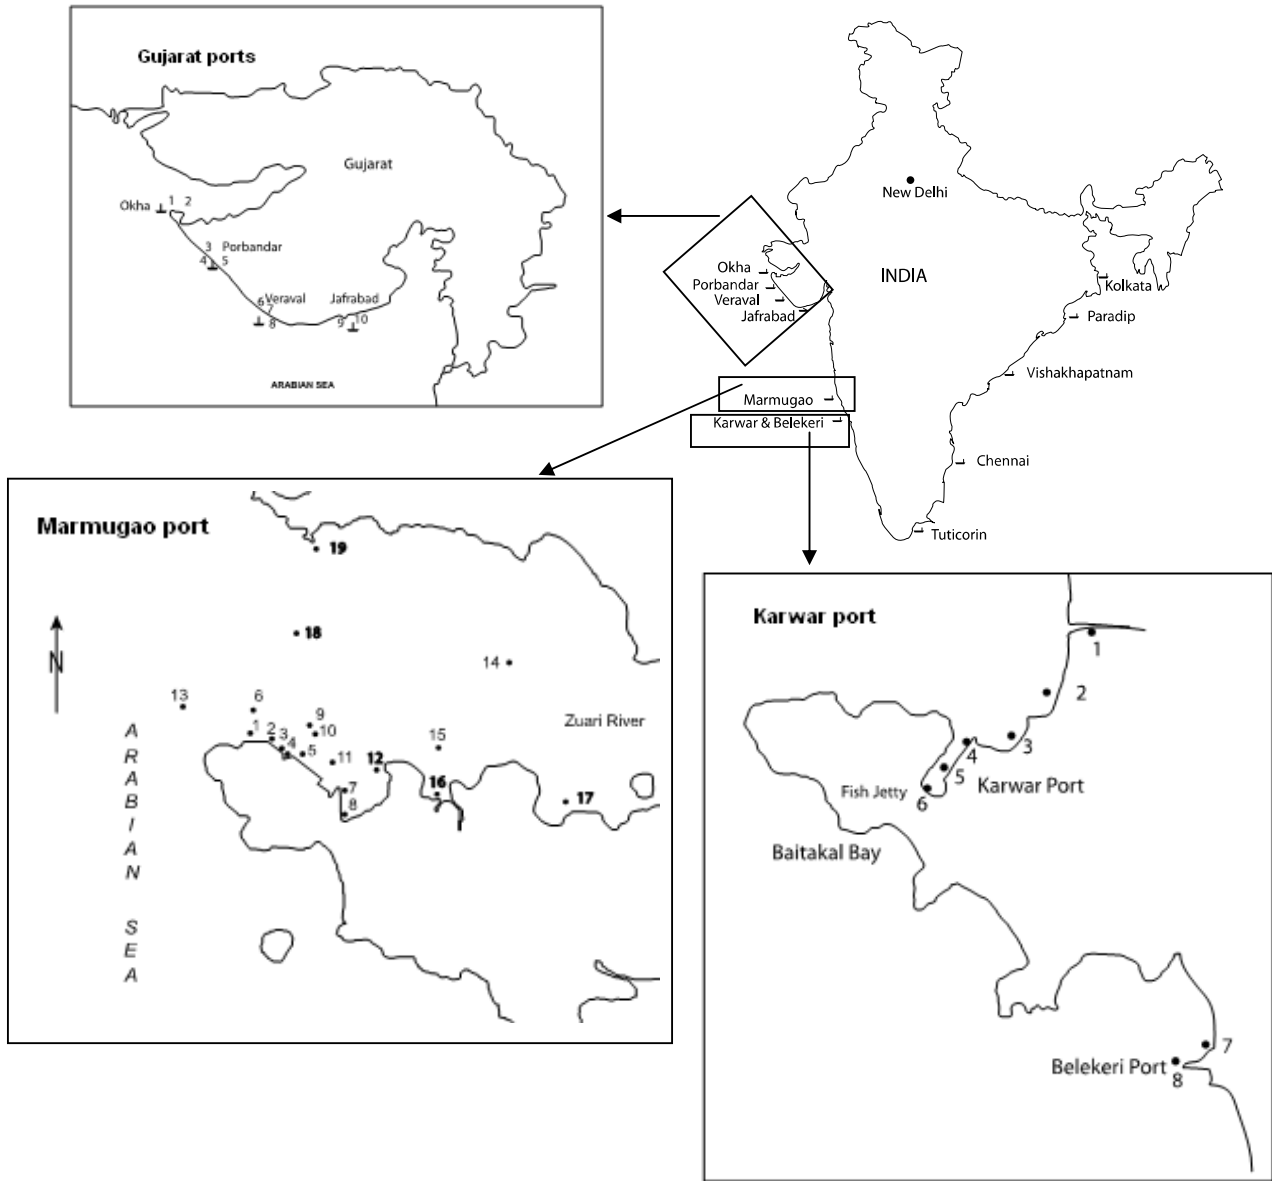 Gujarat ports
Gujarat
Okha
1
2
3
Porbandar
4
5
6
Veraval
7
8
Jafrabad
9
10
ARABIAN SEA
New Delhi
INDIA
Okha
Porbandar
Veraval
Jafrabad
Kolkata
Paradip
Vishakhapatnam
Marmugao
Karwar & Belekeri
Chennai
Tuticorin
Marmugao port
N
19
18
14
13
6
9
1
2
3
10
4
5
11
12
15
Zuari River
7
8
16
17
ARABIAN SEA
Karwar port
1
2
3
4
5
Karwar Port
Fish Jetty
6
Baitakal Bay
7
Belekeri Port
8